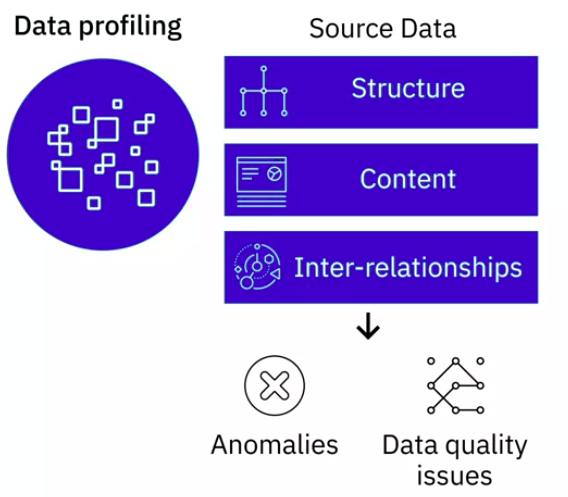 Data profiling
Source Data
Structure
Content
Inter-relationships
Anomalies
Data quality
issues